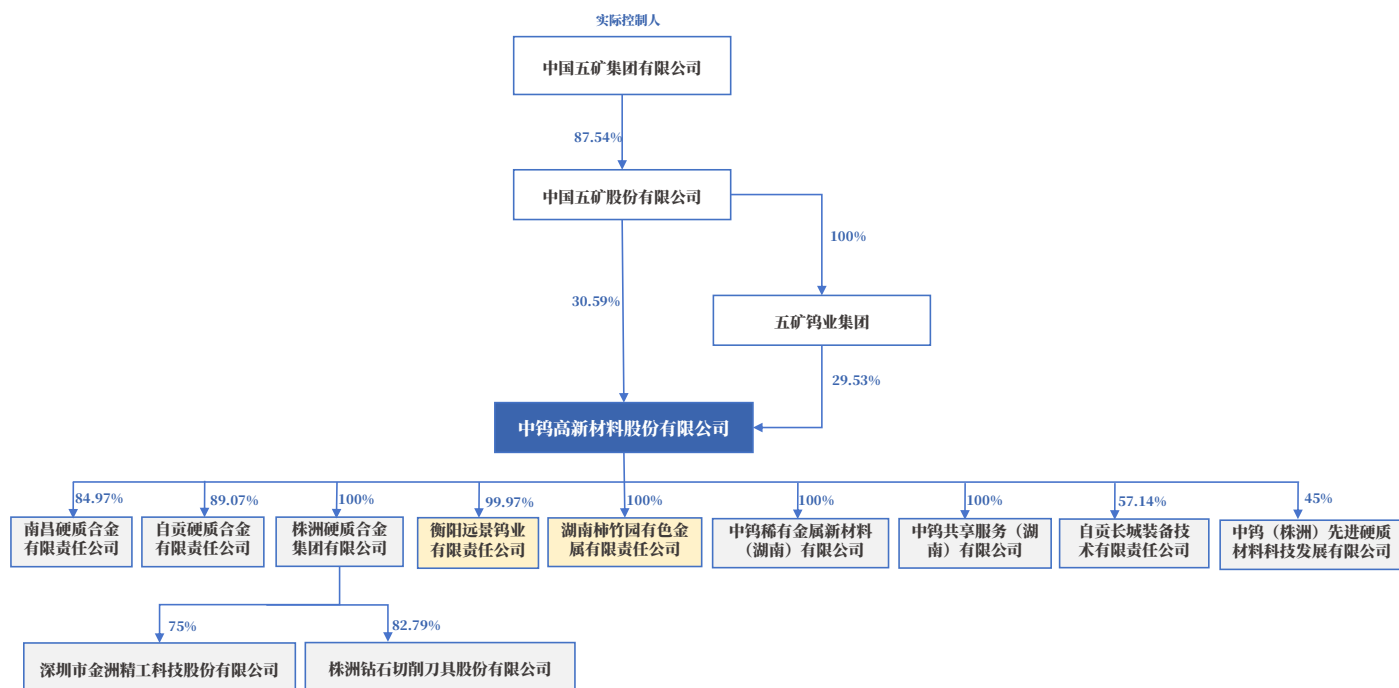 实际控制人
中国五矿集团有限公司
87.54%
中国五矿股份有限公司
100%
30.59%
五矿钨业集团
29.53%
中钨高新材料股份有限公司
84.97%
89.07%
100%
99.97%
100%
100%
100%
57.14%
45%
南昌硬质合金
有限责任公司
自贡硬质合金
有限责任公司
株洲硬质合金
集团有限公司
衡阳远景钨业
有限责任公司
湖南柿竹园有色金
属有限责任公司
中钨稀有金属新材料
（湖南）有限公司
中钨共享服务（湖
南）有限公司
自贡长城装备技
术有限责任公司
中钨（株洲）先进硬质
材料科技发展有限公司
75%
82.79%
深圳市金洲精工科技股份有限公司
株洲钻石切削刀具股份有限公司